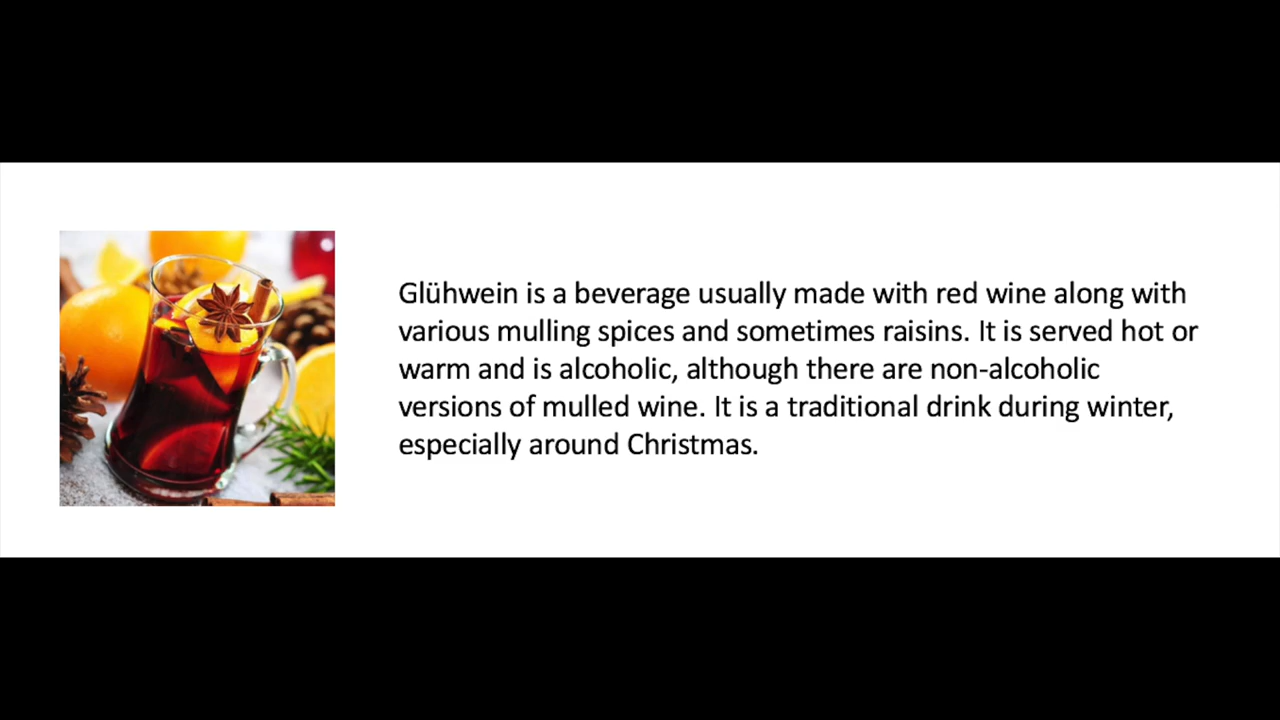 Glühwein is a beverage usually made with red wine along with
various mulling spices and sometimes raisins. It is served hot or
warm and is alcoholic, although there are non-alcoholic
versions of mulled wine. It is a traditional drink during winter,
especially around Christmas.